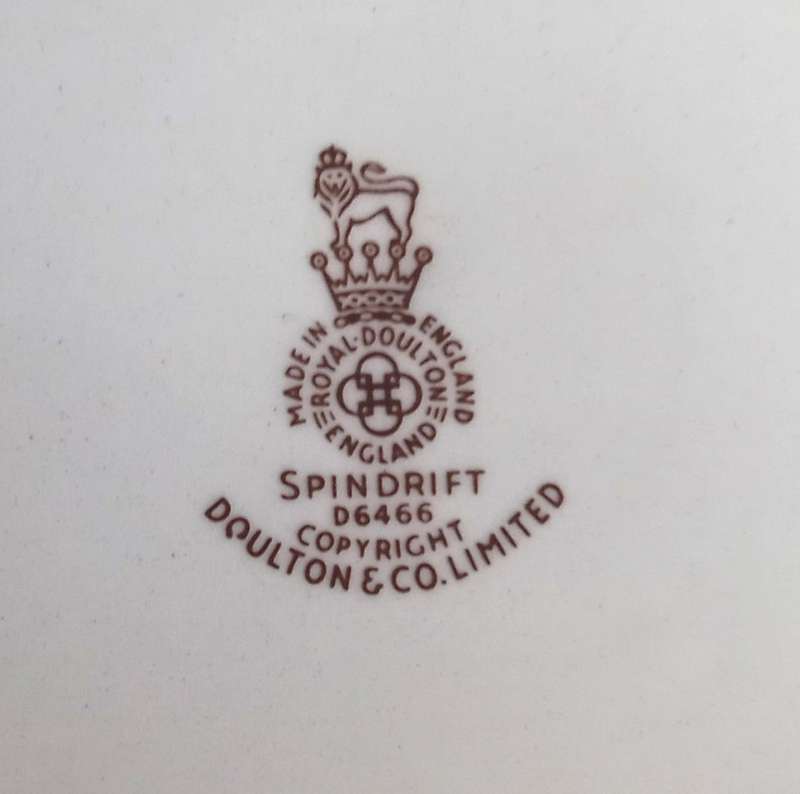 MADE IN ENGLAND
ROYAL·DOULTON
ENGLAND
SPINDRIFT
D6466
COPYRIGHT
DOULTON & CO. LIMITED